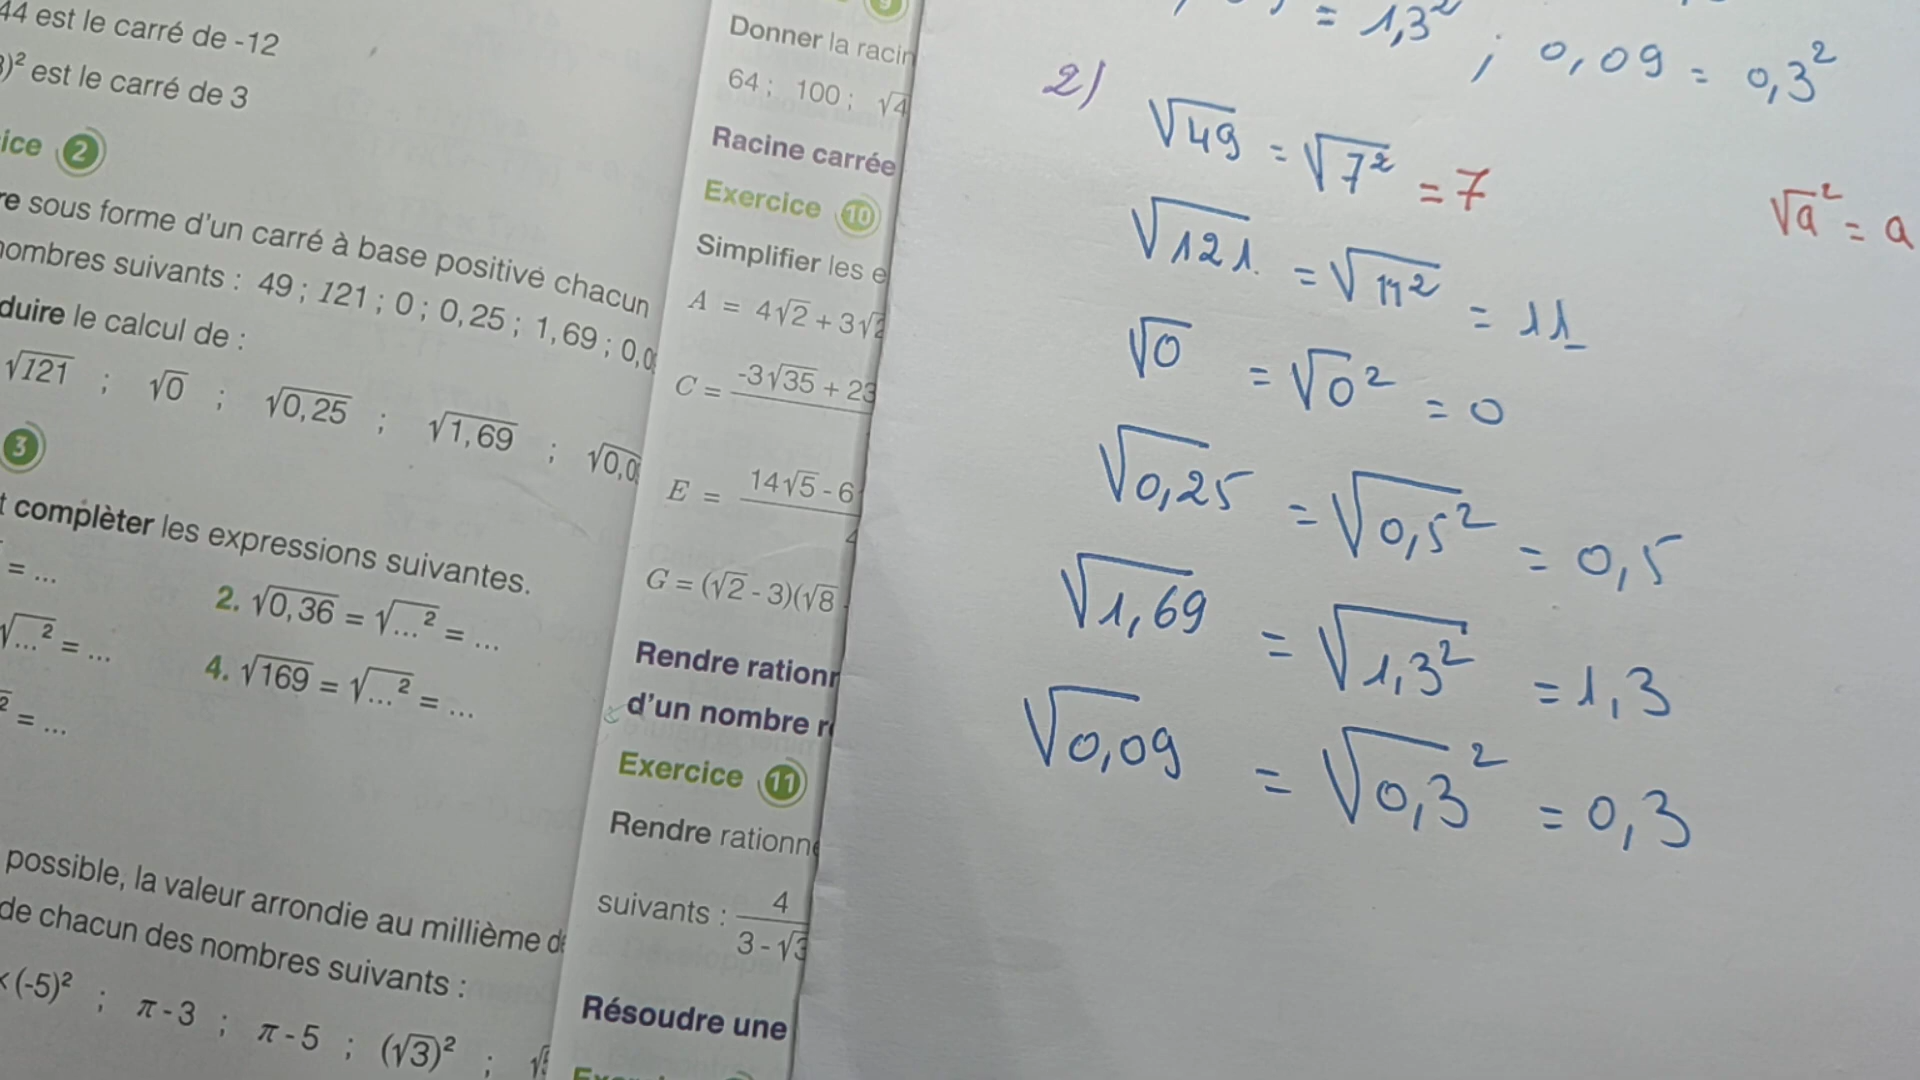 44 est le carré de -12
)² est le carré de 3
ice 2
re sous forme d'un carré à base positive chacun
nombres suivants : 49 ; 121 ; 0 ; 0,25 ; 1,69 ; 0,0
duire le calcul de :
√121 ; √0 ; √0,25 ; √1,69 ; √0,0
3
t compléter les expressions suivantes.
= ...
2. √0,36 = √...² = ...
√...² = ...
4. √169 = √...² = ...
² = ...
possible, la valeur arrondie au millième d
de chacun des nombres suivants :
×(-5)² ; π - 3 ; π - 5 ; (√3)² ; √
9
Donner la racin
64 ; 100 ; √4
Racine carrée
Exercice 10
Simplifier les e
A = 4√2 + 3√2
C = -3√35 + 23
E = 14√5 - 6
4
G = (√2 - 3)(√8
Rendre rationn
d'un nombre r
Exercice 11
Rendre rationn
suivants : 4
3 - √3
Résoudre une
Ex
= 1,3² ; 0,09 = 0,3²
2)
√49 = √7² = 7
√a² = a
√121 = √11² = 11
√0 = √0² = 0
√0,25 = √0,5² = 0,5
√1,69 = √1,3² = 1,3
√0,09 = √0,3² = 0,3